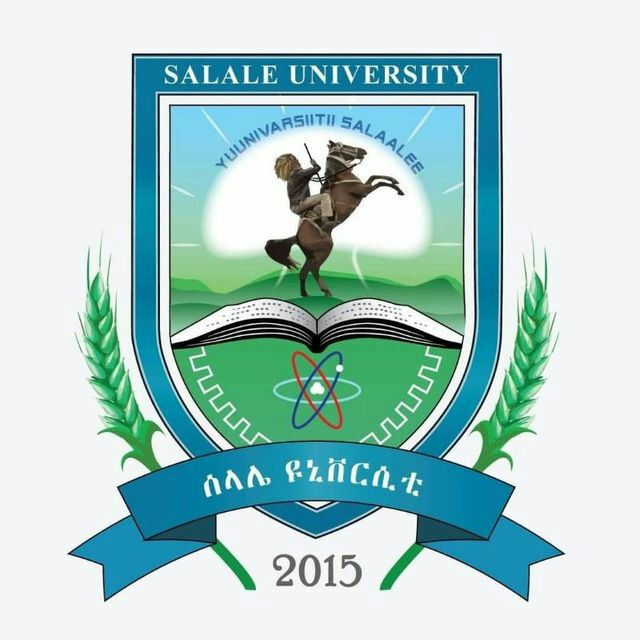 SALALE UNIVERSITY
YUUNIVARSIITII SALAALEE
ሰላሌ ዩኒቨርሲቲ
2015